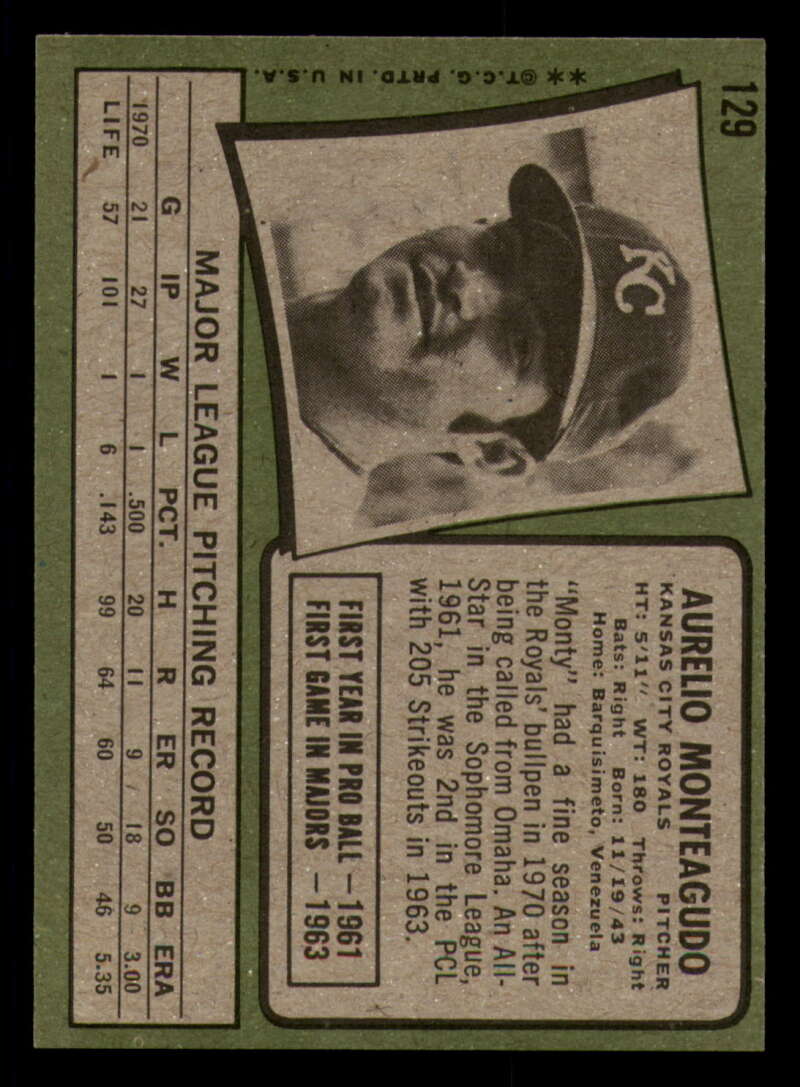 129
**©T.C.G. PRTD. IN U.S.A.
KC
AURELIO MONTEAGUDO
KANSAS CITY ROYALS PITCHER
HT: 5'11" WT: 180 Throws: Right
Bats: Right Born: 11/19/43
Home: Barquisimeto, Venezuela
"Monty" had a fine season in
the Royals' bullpen in 1970 after
being called from Omaha. An All-
Star in the Sophomore League,
1961, he was 2nd in the PCL
with 205 Strikeouts in 1963.
FIRST YEAR IN PRO BALL — 1961
FIRST GAME IN MAJORS — 1963
MAJOR LEAGUE PITCHING RECORD
G IP W L PCT. H R ER SO BB ERA
1970 21 27 1 1 .500 20 11 9 18 9 3.00
LIFE 57 101 1 6 .143 99 64 60 50 46 5.35